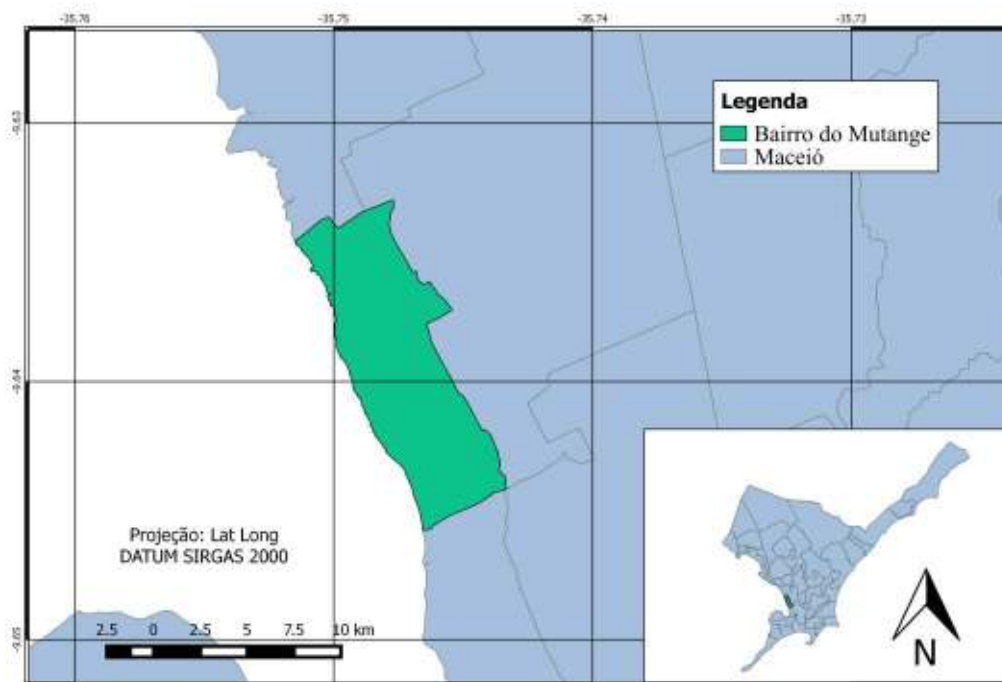 -35.76 -35.75 -35.74 -35.73
Legenda
Bairro do Mutange
Maceió
-9.63
-9.64
Projeção: Lat Long
DATUM SIRGAS 2000
-9.65
2.5 0 2.5 5 7.5 10 km
N